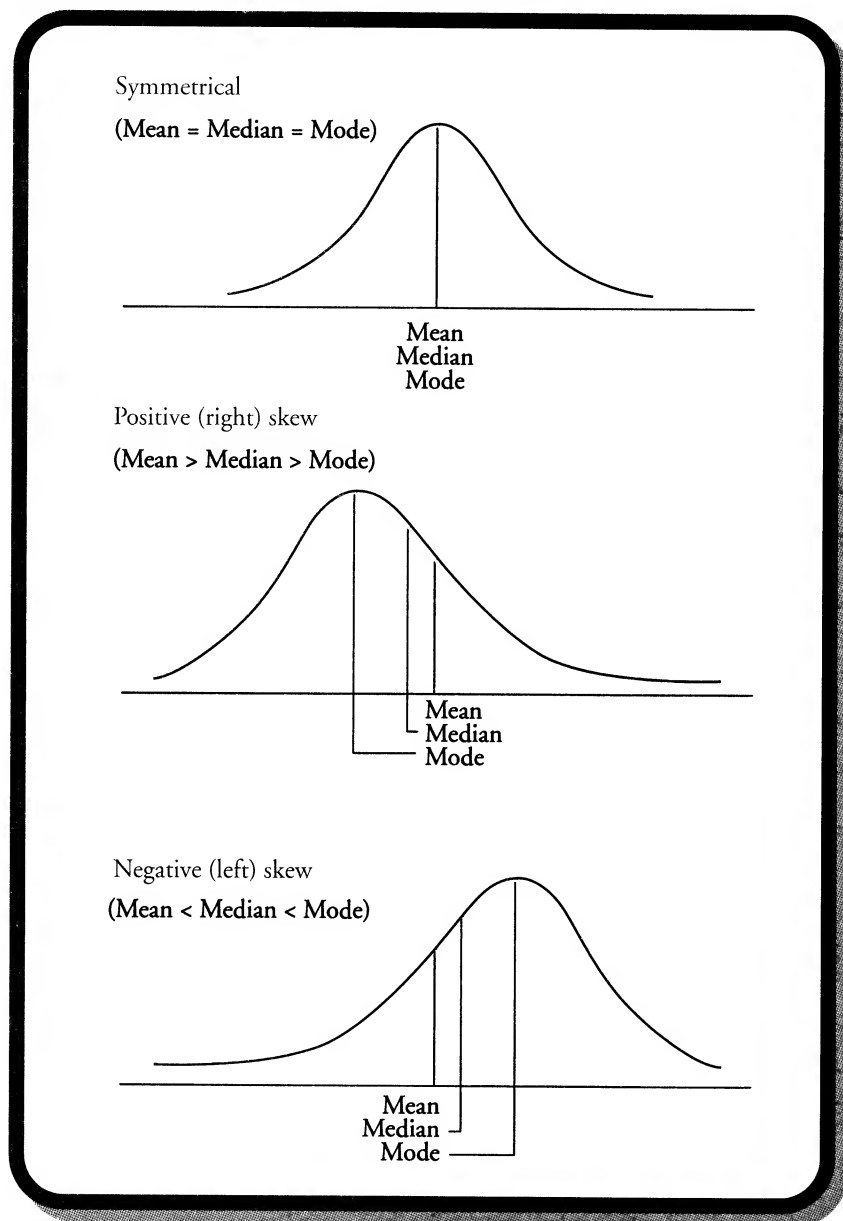 Symmetrical
(Mean = Median = Mode)
Mean
Median
Mode
Positive (right) skew
(Mean > Median > Mode)
Mean
Median
Mode
Negative (left) skew
(Mean < Median < Mode)
Mean
Median
Mode